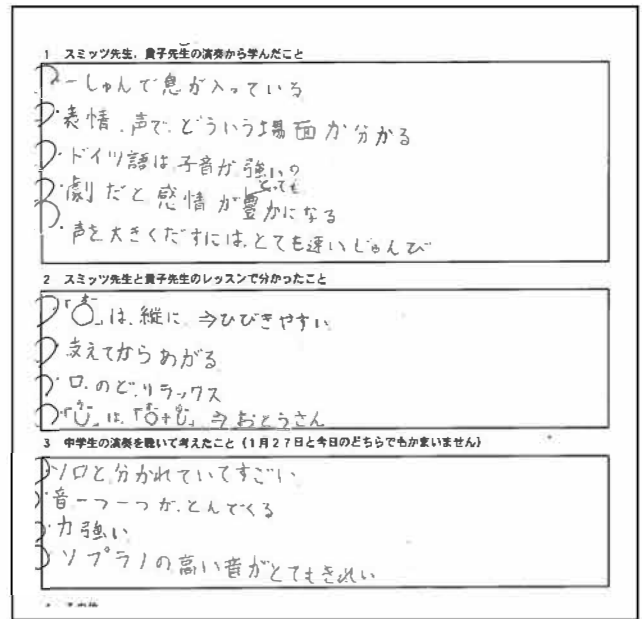 1 スミッツ先生、貴子先生の演奏から学んだこと
・一しゅんで息が入っている
・表情、声で、どういう場面か分かる
・ドイツ語は、子音が強い。
・劇だと感情がとっても豊かになる
・声を大きくだすには、とても速いじゅんび
2 スミッツ先生と貴子先生のレッスンで分かったこと
・「Ö」は、縦に ⇒ひびきやすい
・支えてからあがる
・口、のど、リラックス
⇒ おとうさん
3 中学生の演奏を聴いて考えたこと (1月27日と今日のどちらでもかまいません)
・ソロと分かれていてすごい
・音一つ一つが、とんでくる
・力強い
・ソプラノの高い音がとてもきれい